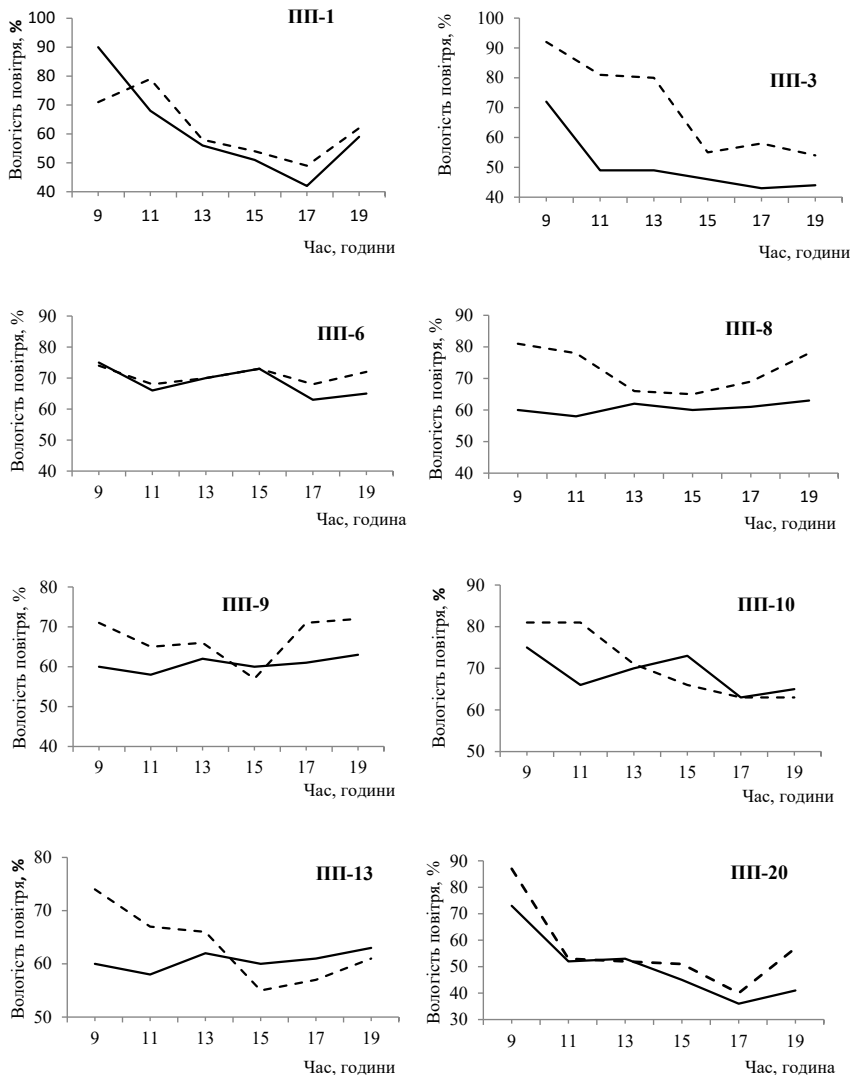 ПП-1
Вологість повітря, %
100
90
80
70
60
50
40
9 11 13 15 17 19
Час, години
ПП-3
Вологість повітря, %
100
90
80
70
60
50
40
9 11 13 15 17 19
Час, години
ПП-6
Вологість повітря, %
90
80
70
60
50
40
9 11 13 15 17 19
Час, година
ПП-8
Вологість повітря, %
90
80
70
60
50
40
9 11 13 15 17 19
Час, години
ПП-9
Вологість повітря, %
80
70
60
50
40
9 11 13 15 17 19
Час, години
ПП-10
Вологість повітря, %
90
80
70
60
50
9 11 13 15 17 19
Час, години
ПП-13
Вологість повітря, %
80
70
60
50
9 11 13 15 17 19
Час, години
ПП-20
Вологість повітря, %
90
80
70
60
50
40
30
9 11 13 15 17 19
Час, година